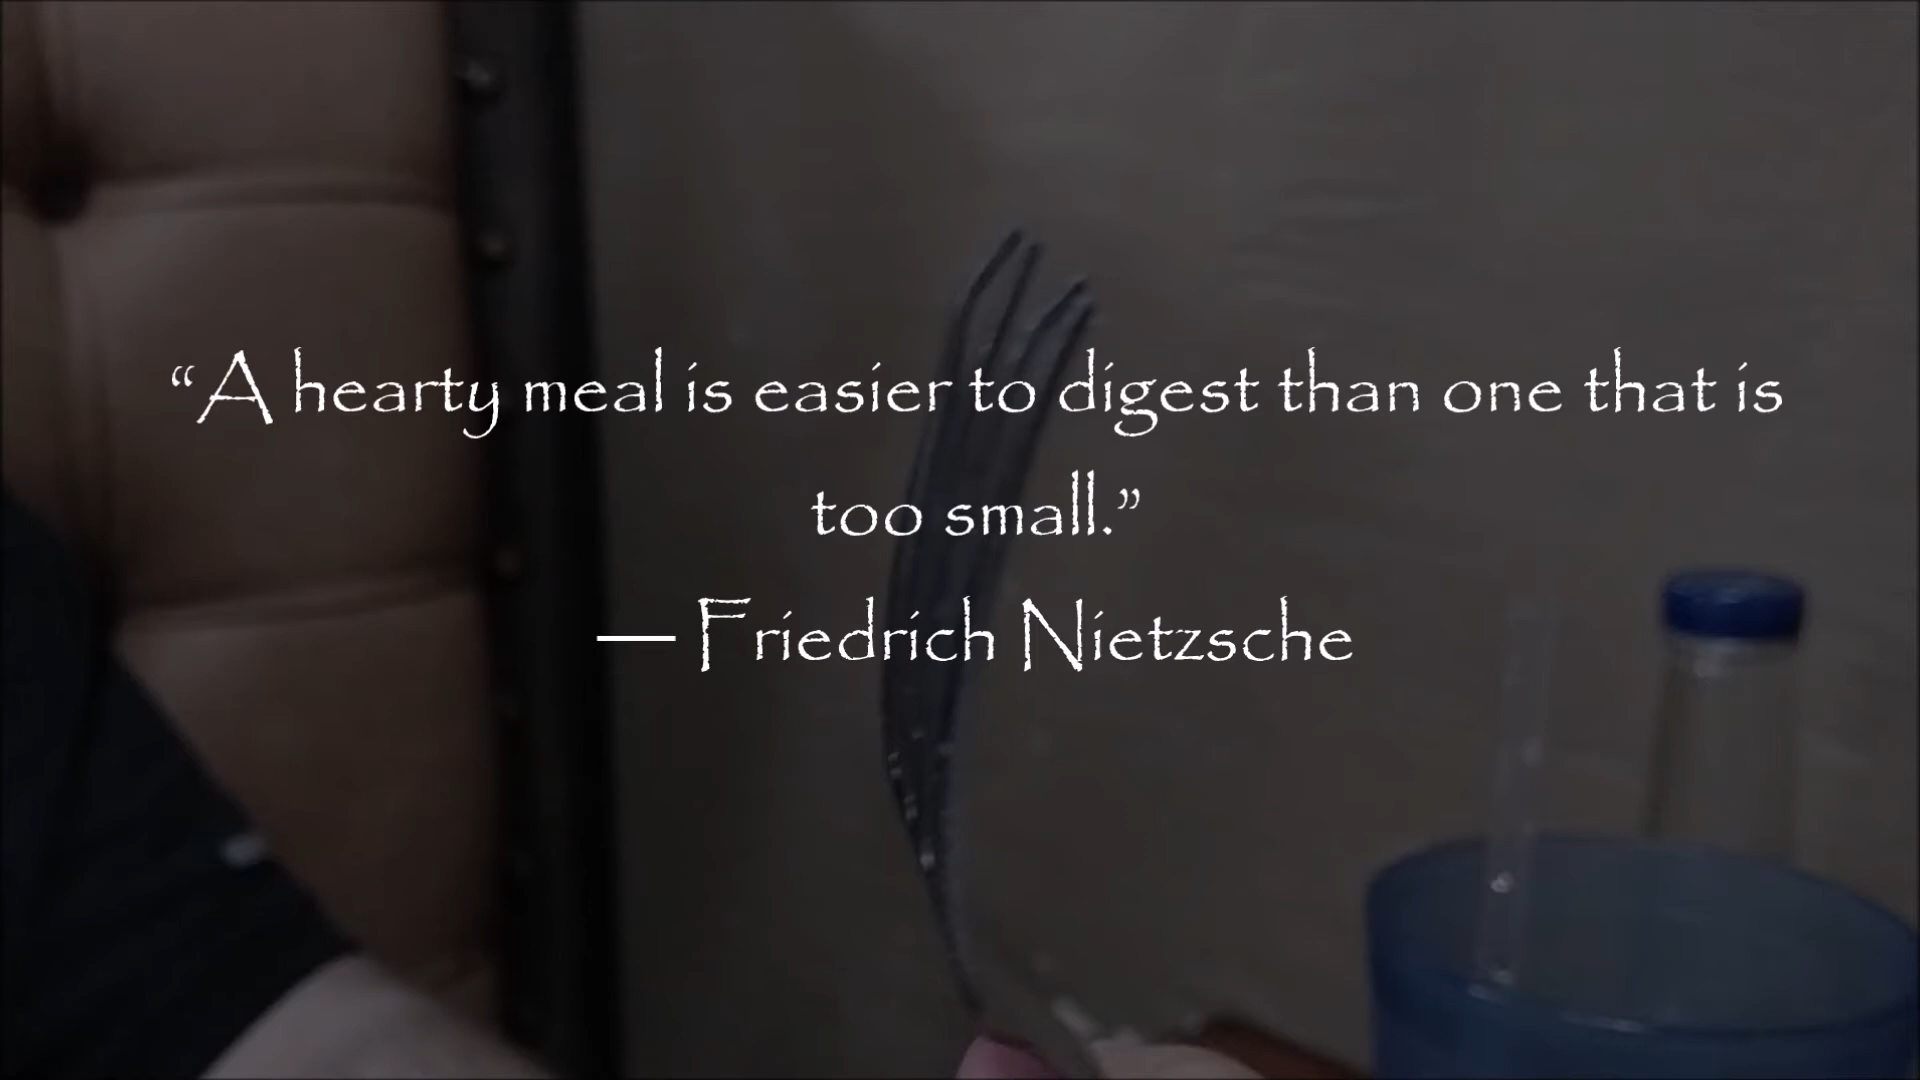 “A hearty meal is easier to digest than one that is
too small.”
— Friedrich Nietzsche